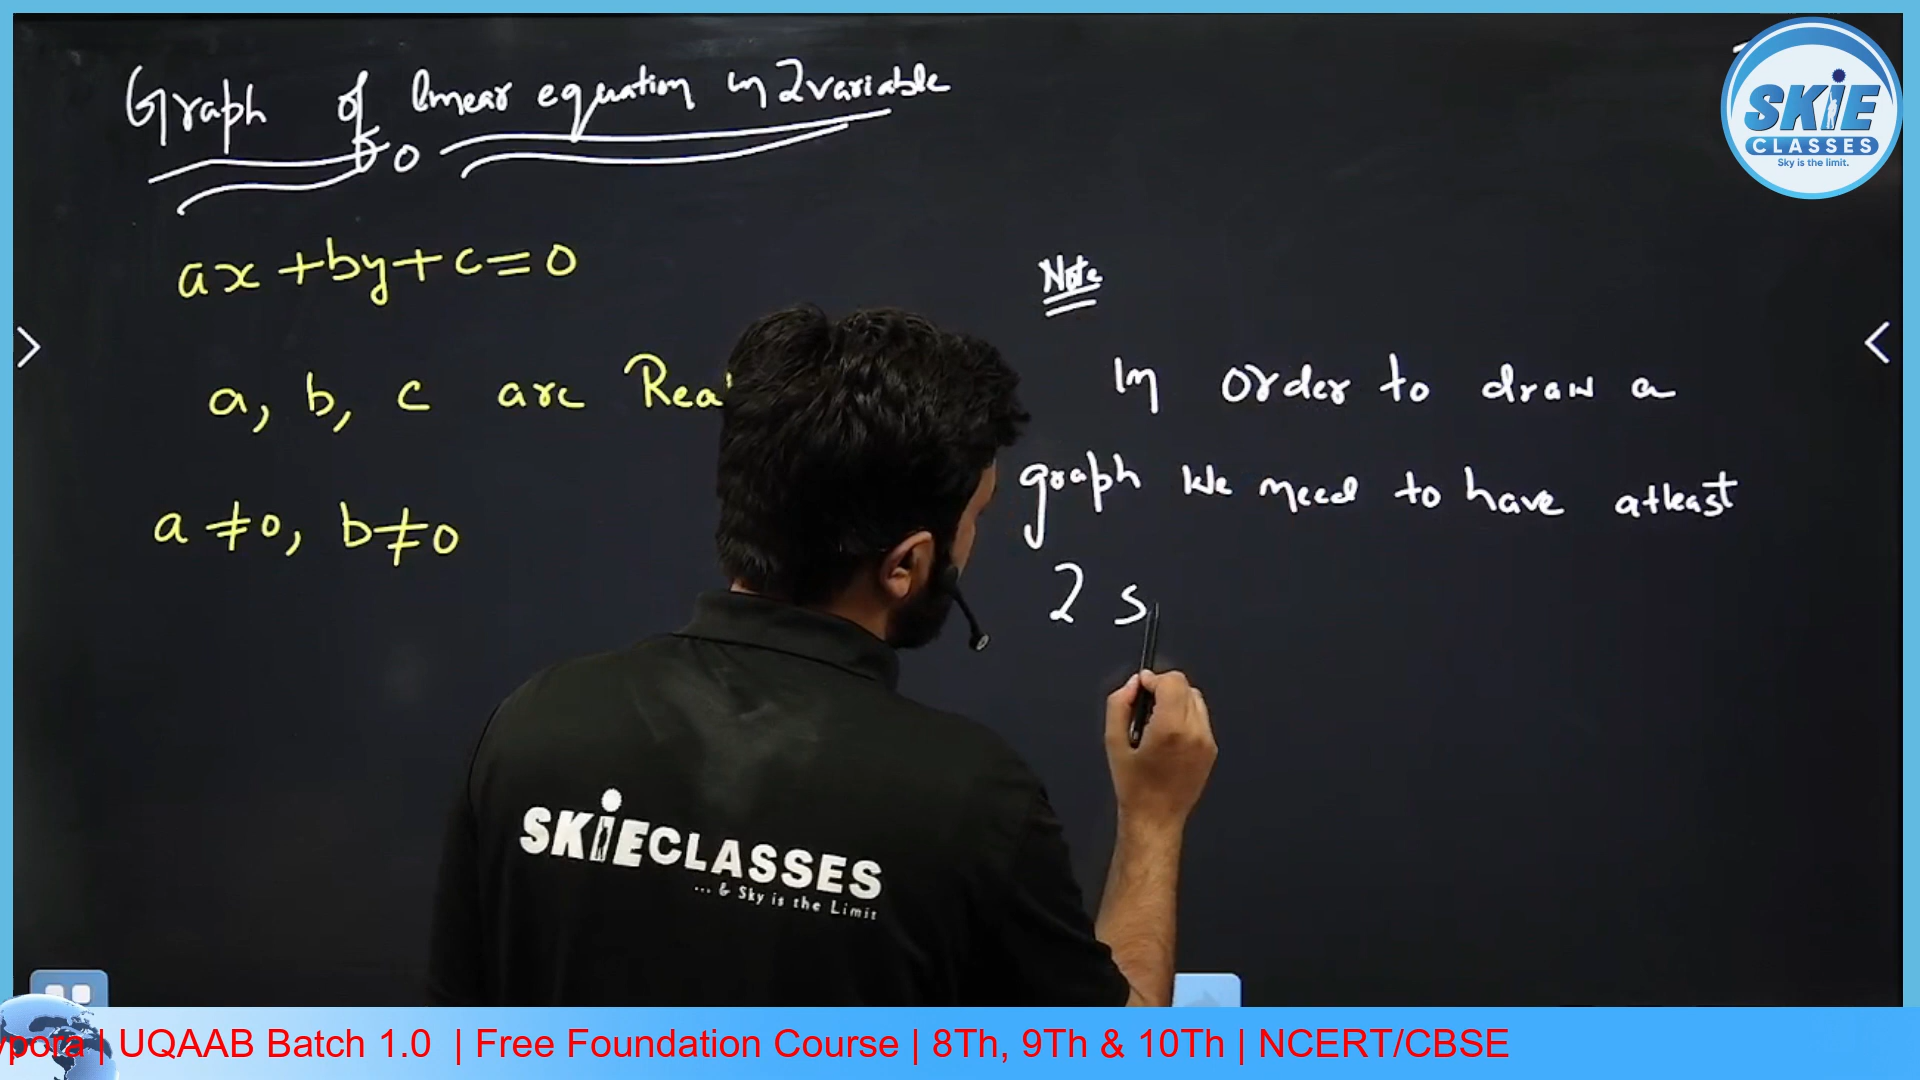 Graph of linear equation in 2 variable
ax + by + c = 0
a, b, c are Rea
a ≠ 0, b ≠ 0
Note
In order to draw a
graph we need to have atleast
2 s
SKIE
CLASSES
Sky is the limit.
SKIECLASSES
... & Sky is the Limit
| UQAAB Batch 1.0 | Free Foundation Course | 8Th, 9Th & 10Th | NCERT/CBSE